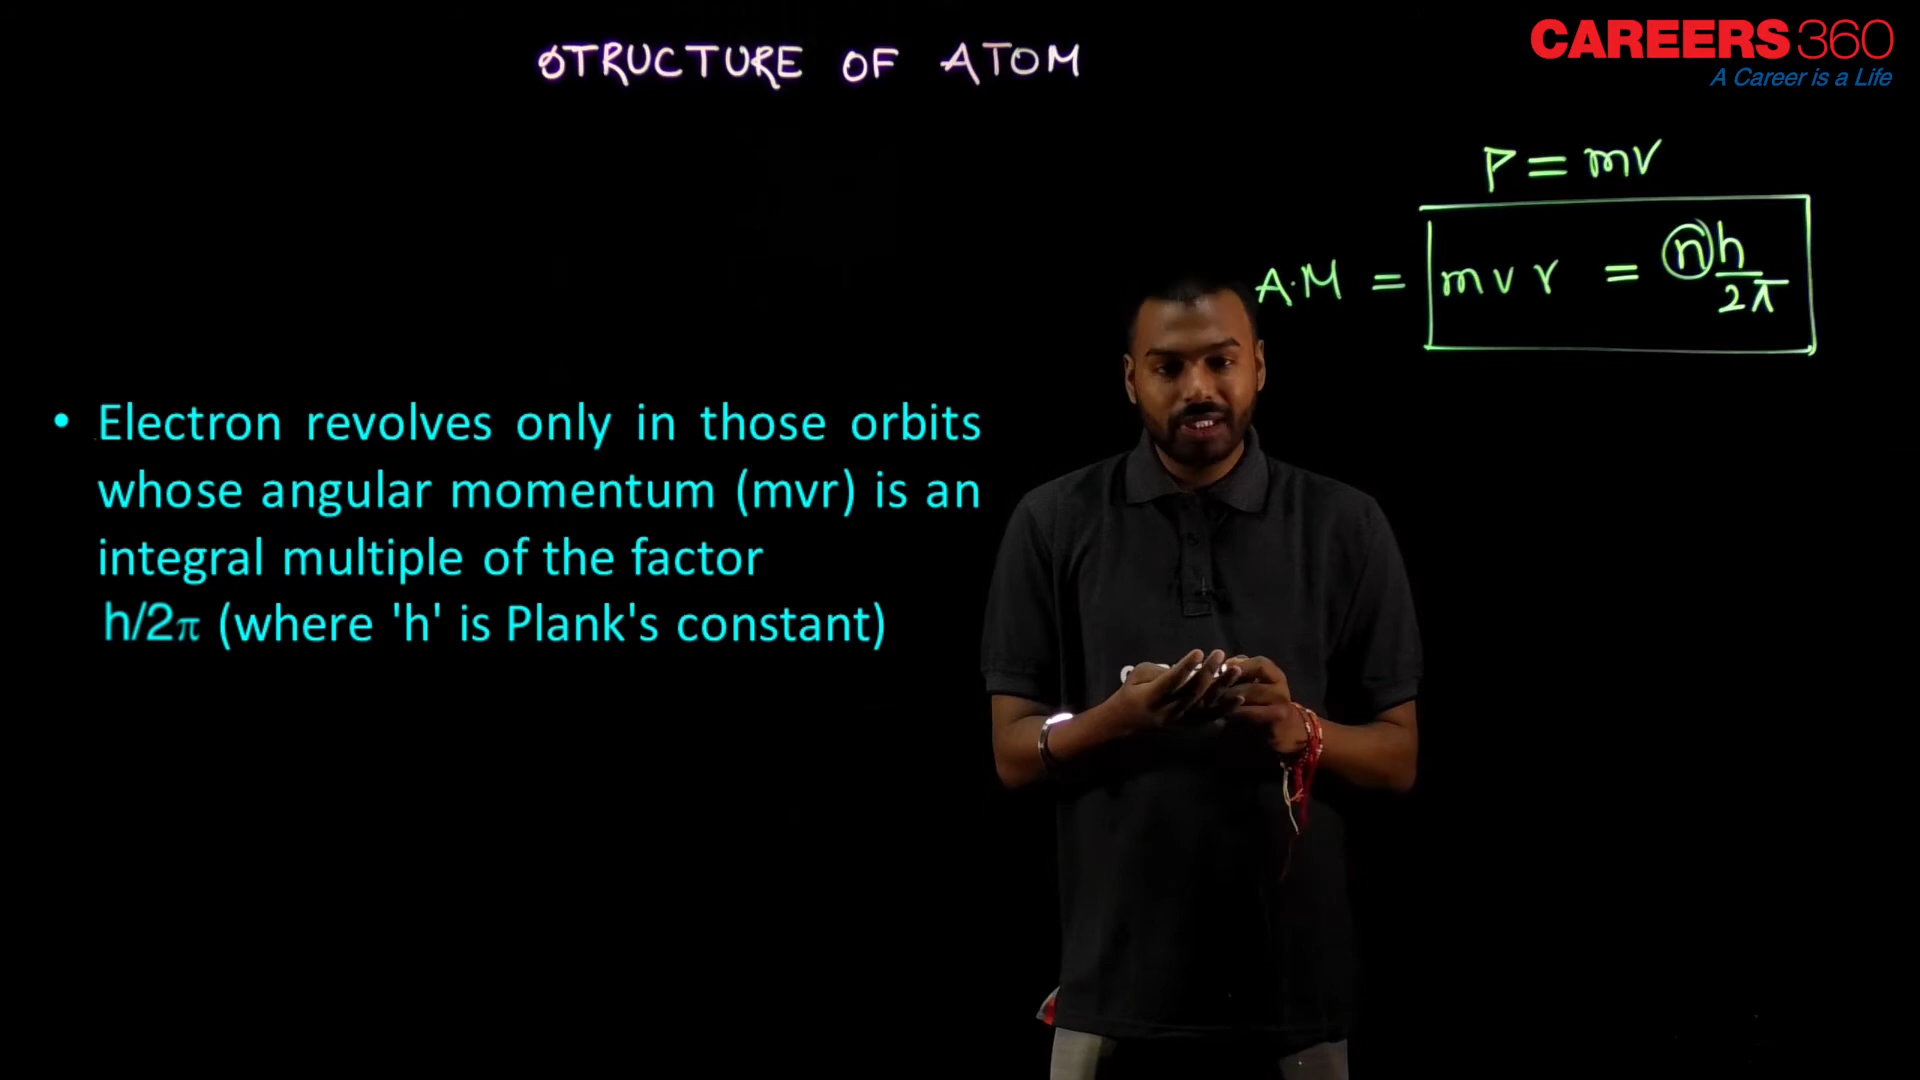 STRUCTURE OF ATOM
CAREERS360
A Career is a Life
P = mv
A.M = mvr = nh/2π
• Electron revolves only in those orbits
whose angular momentum (mvr) is an
integral multiple of the factor
h/2π (where 'h' is Plank's constant)